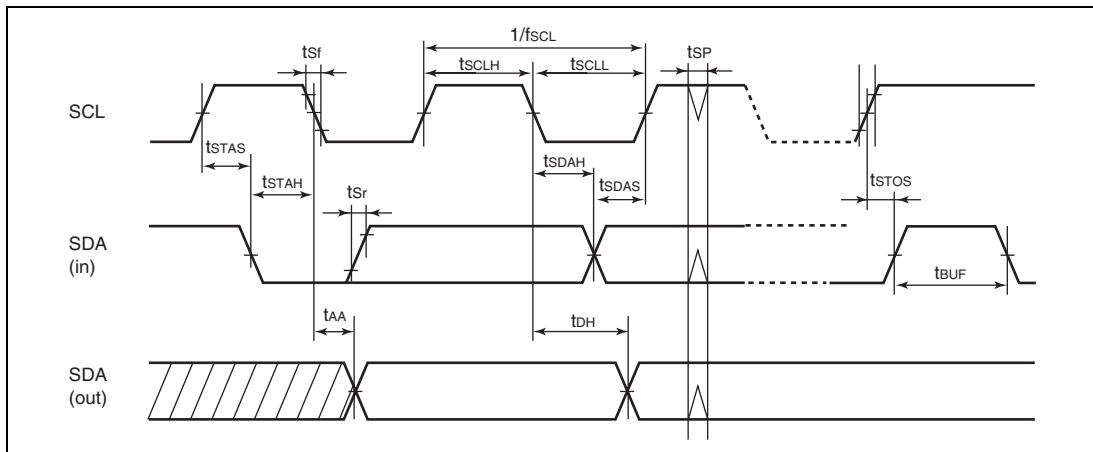 1/fSCL
tSf
tSP
tSCLH
tSCLL
SCL
tSTAS
tSTAH
tSr
tSDAH
tSDAS
tSTOS
SDA
(in)
tBUF
tAA
tDH
SDA
(out)